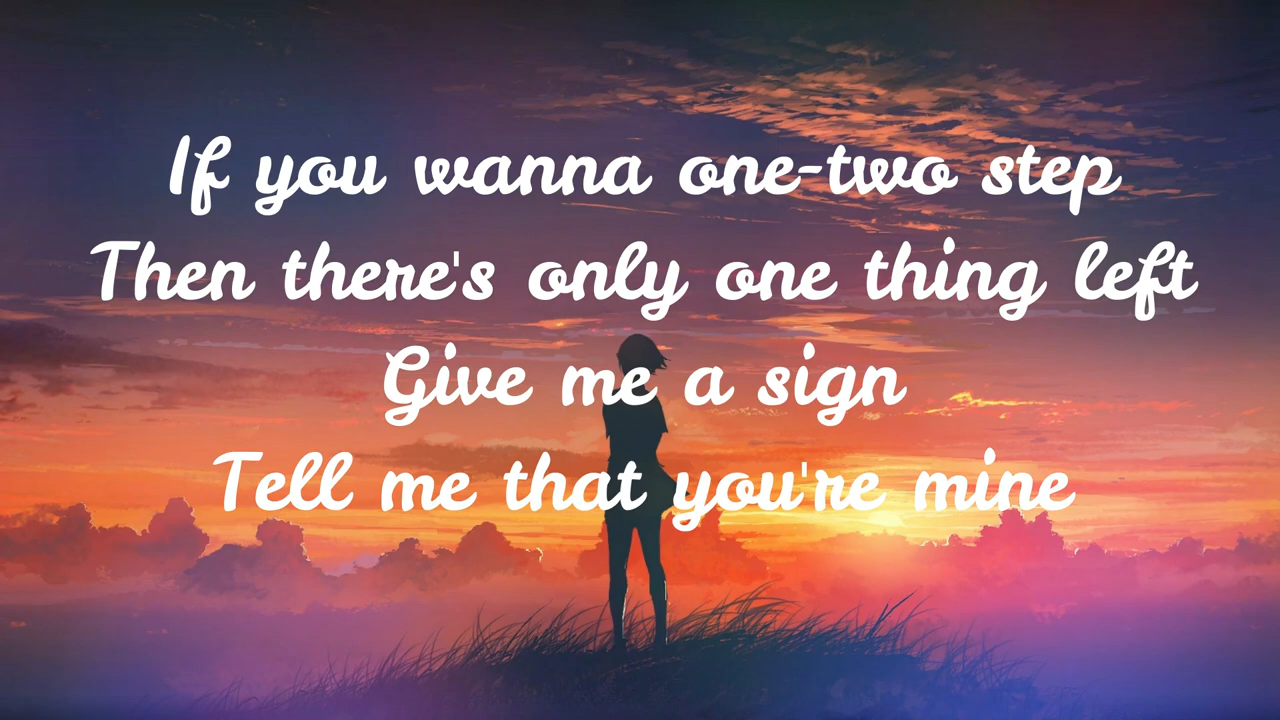 If you wanna one-two step
Then there's only one thing left
Give me a sign
Tell me that you're mine